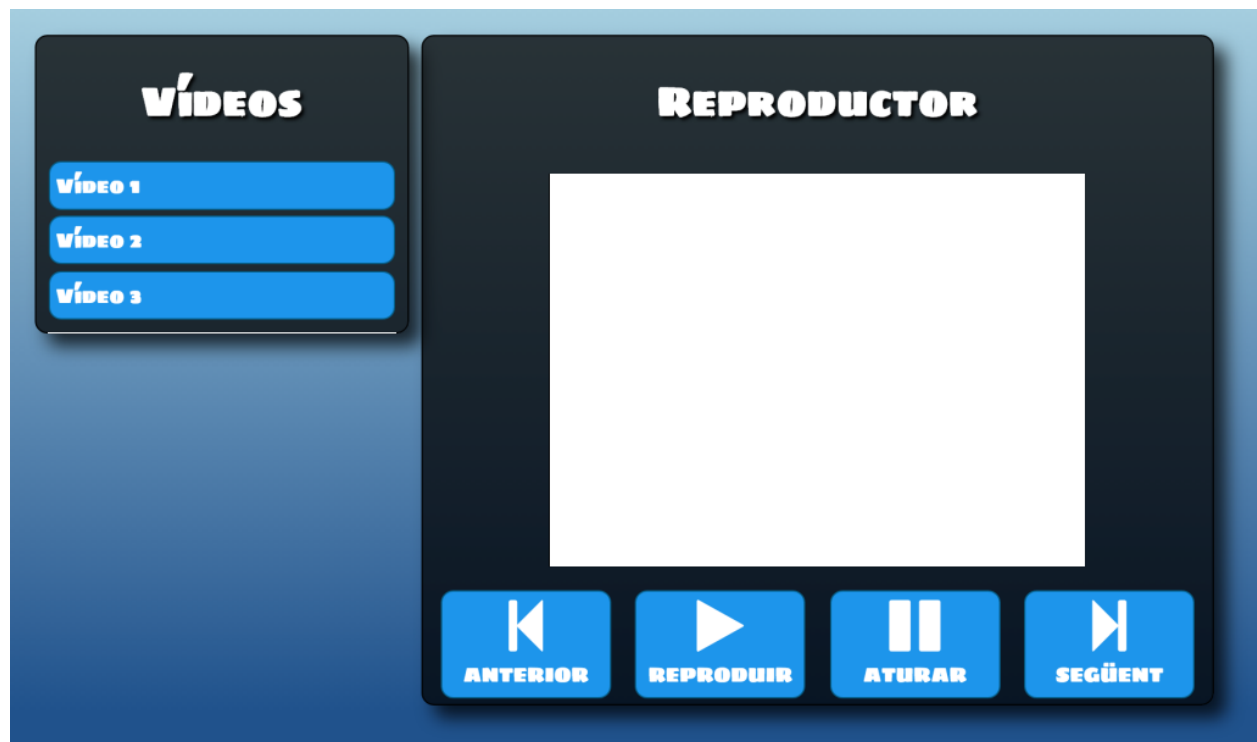 Vídeos
Vídeo 1
Vídeo 2
Vídeo 3
Reproductor
Anterior
Reproduir
Aturar
Següent